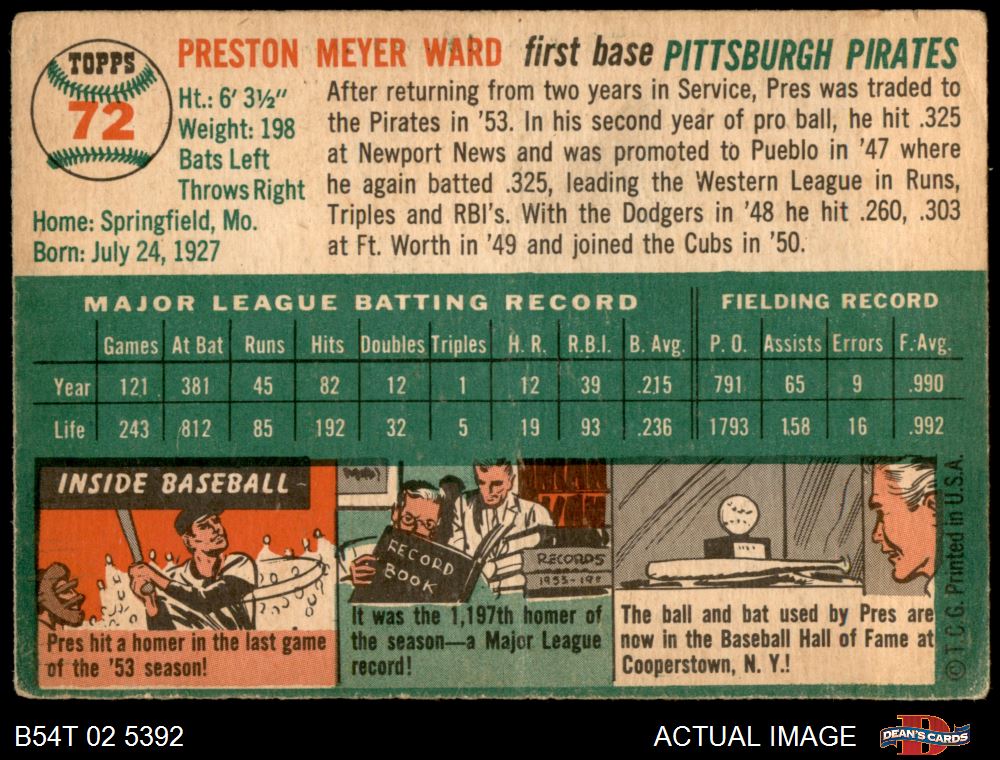 TOPPS
72
PRESTON MEYER WARD first base PITTSBURGH PIRATES
Ht.: 6' 3½"
Weight: 198
Bats Left
Throws Right
Home: Springfield, Mo.
Born: July 24, 1927
After returning from two years in Service, Pres was traded to
the Pirates in '53. In his second year of pro ball, he hit .325
at Newport News and was promoted to Pueblo in '47 where
he again batted .325, leading the Western League in Runs,
Triples and RBI's. With the Dodgers in '48 he hit .260, .303
at Ft. Worth in '49 and joined the Cubs in '50.
MAJOR LEAGUE BATTING RECORD FIELDING RECORD
Games At Bat Runs Hits Doubles Triples H. R. R.B.I. B. Avg. P. O. Assists Errors F.Avg.
Year 121 381 45 82 12 1 12 39 .215 791 65 9 .990
Life 243 812 85 192 32 5 19 93 .236 1793 158 16 .992
INSIDE BASEBALL
Pres hit a homer in the last game
of the '53 season!
RECORD
BOOK
RECORDS
It was the 1,197th homer of
the season—a Major League
record!
The ball and bat used by Pres are
now in the Baseball Hall of Fame at
Cooperstown, N. Y.!
© T. C. G. Printed in U.S.A.
B54T 02 5392
ACTUAL IMAGE
D
DEAN'S CARDS